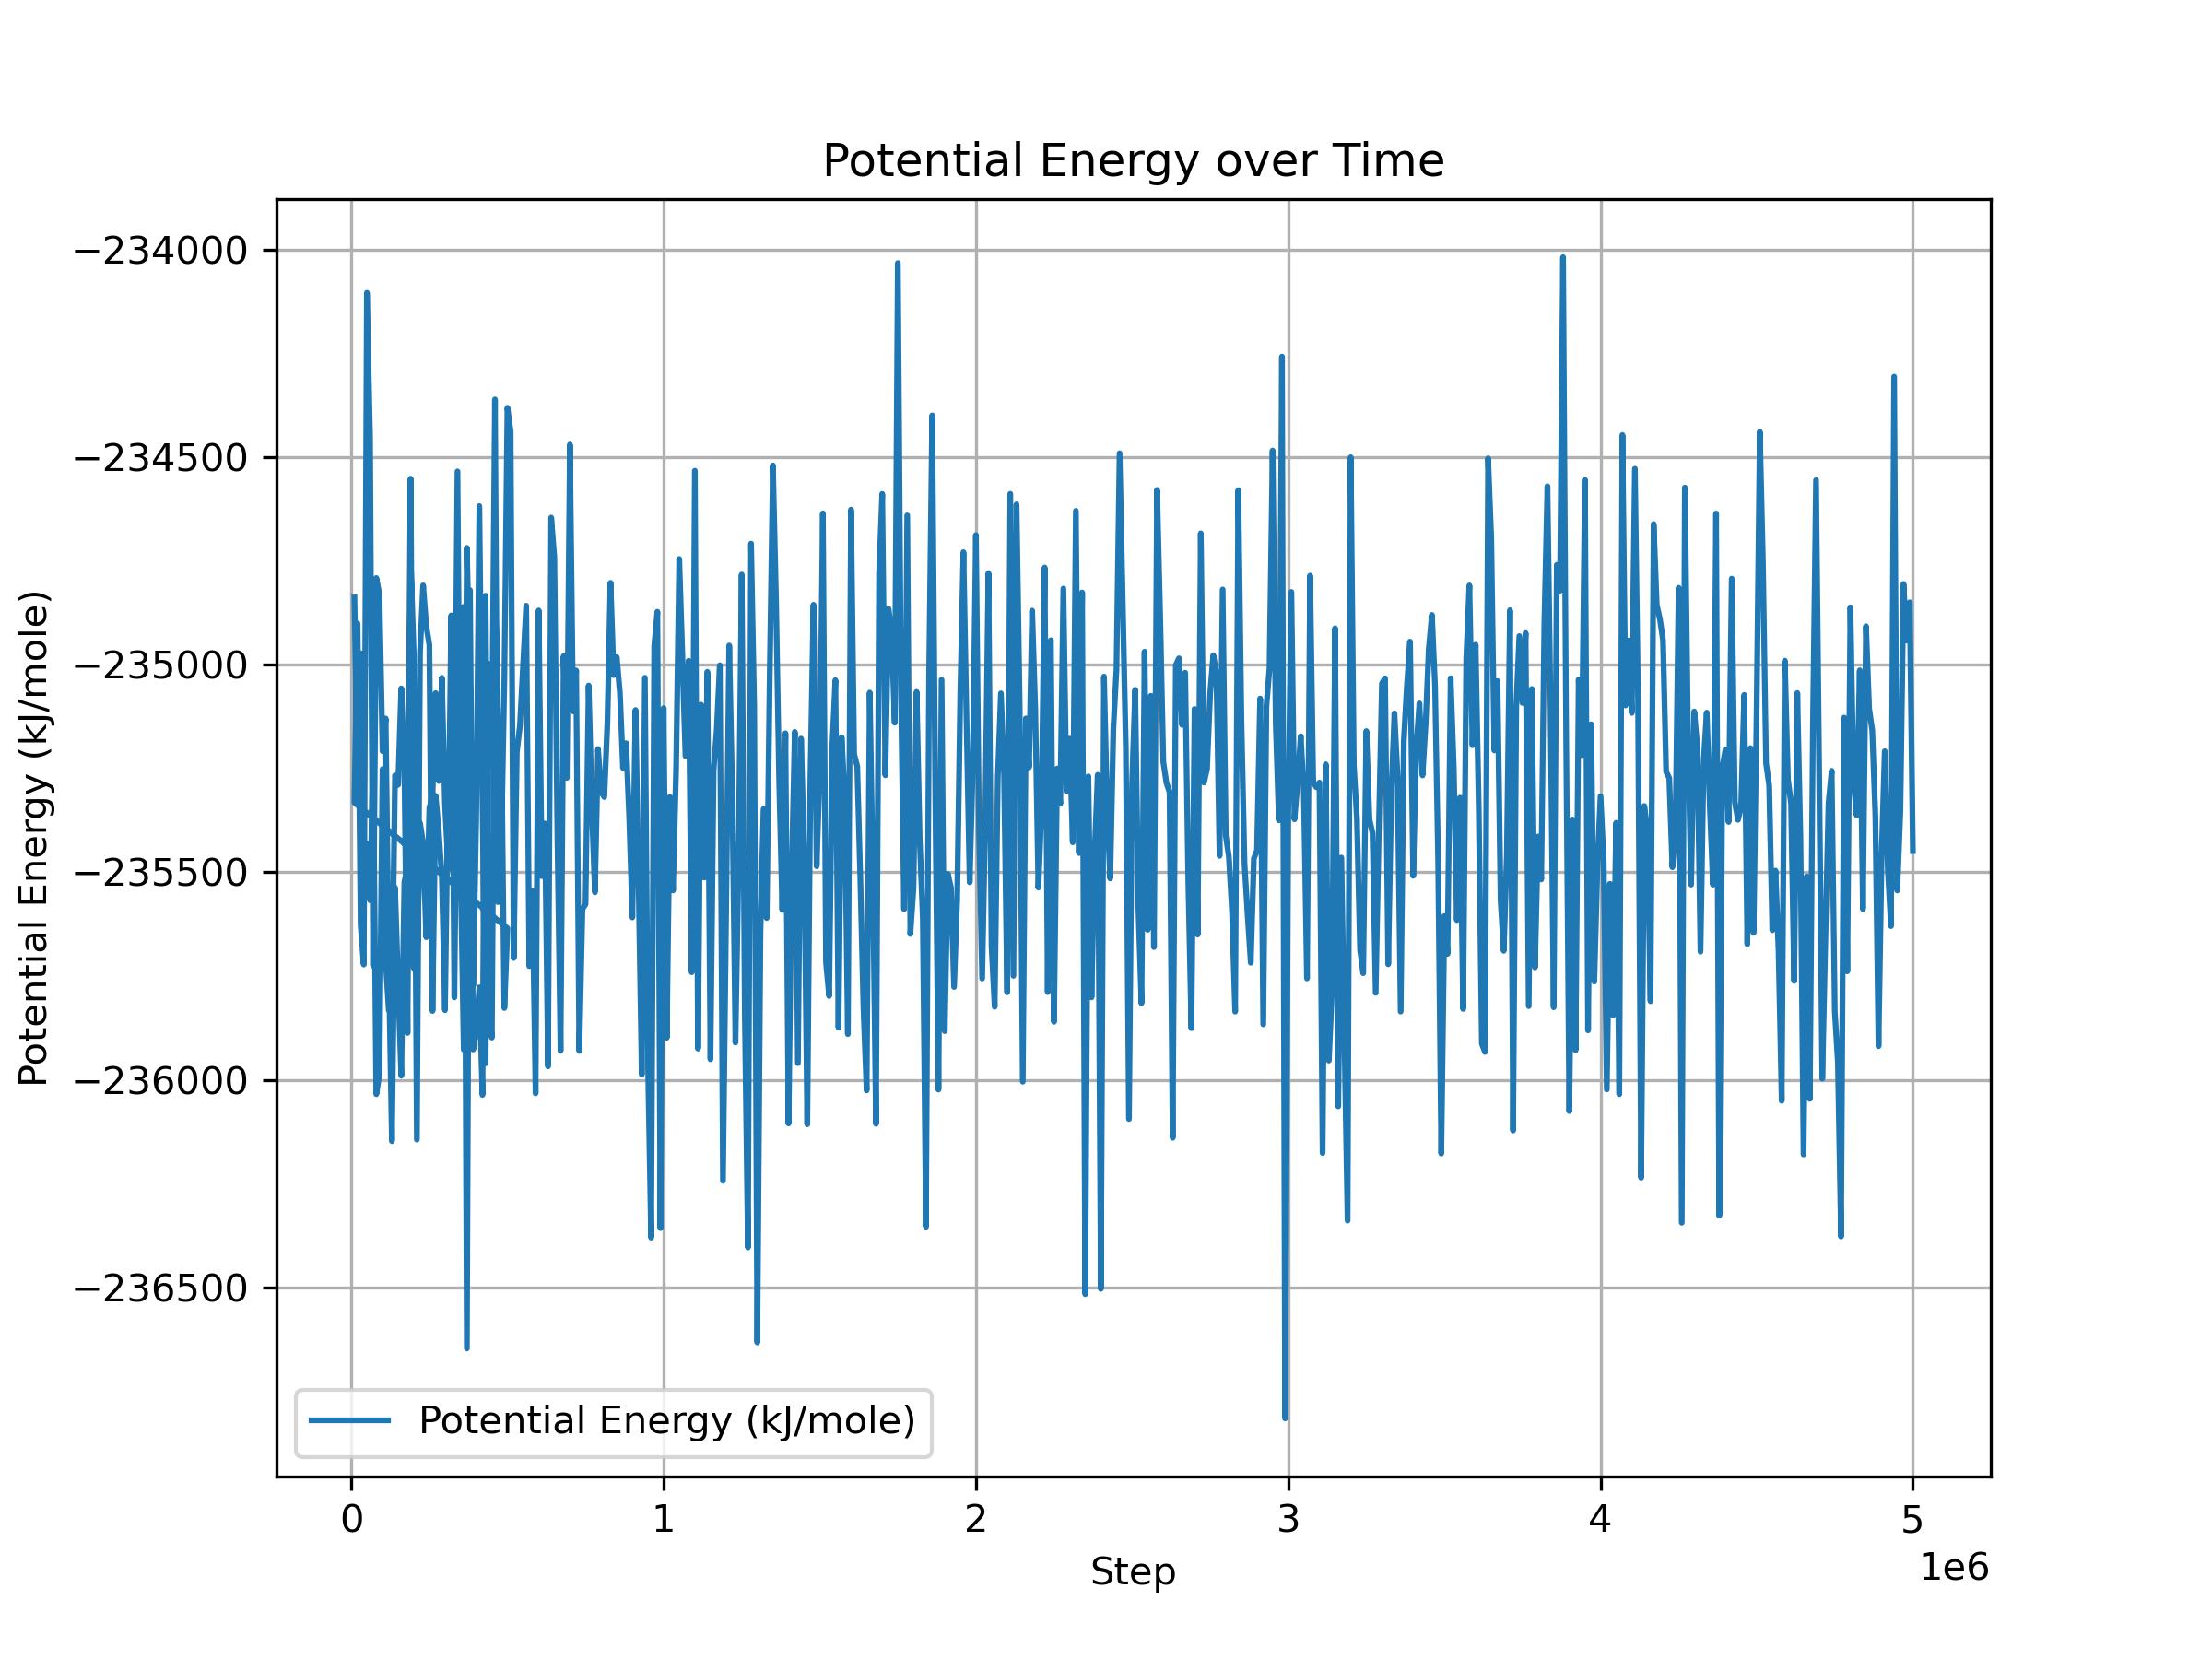 Potential Energy over Time
Potential Energy (kJ/mole)
−234000
−234500
−235000
−235500
−236000
−236500
Potential Energy (kJ/mole)
0 1 2 3 4 5
1e6
Step